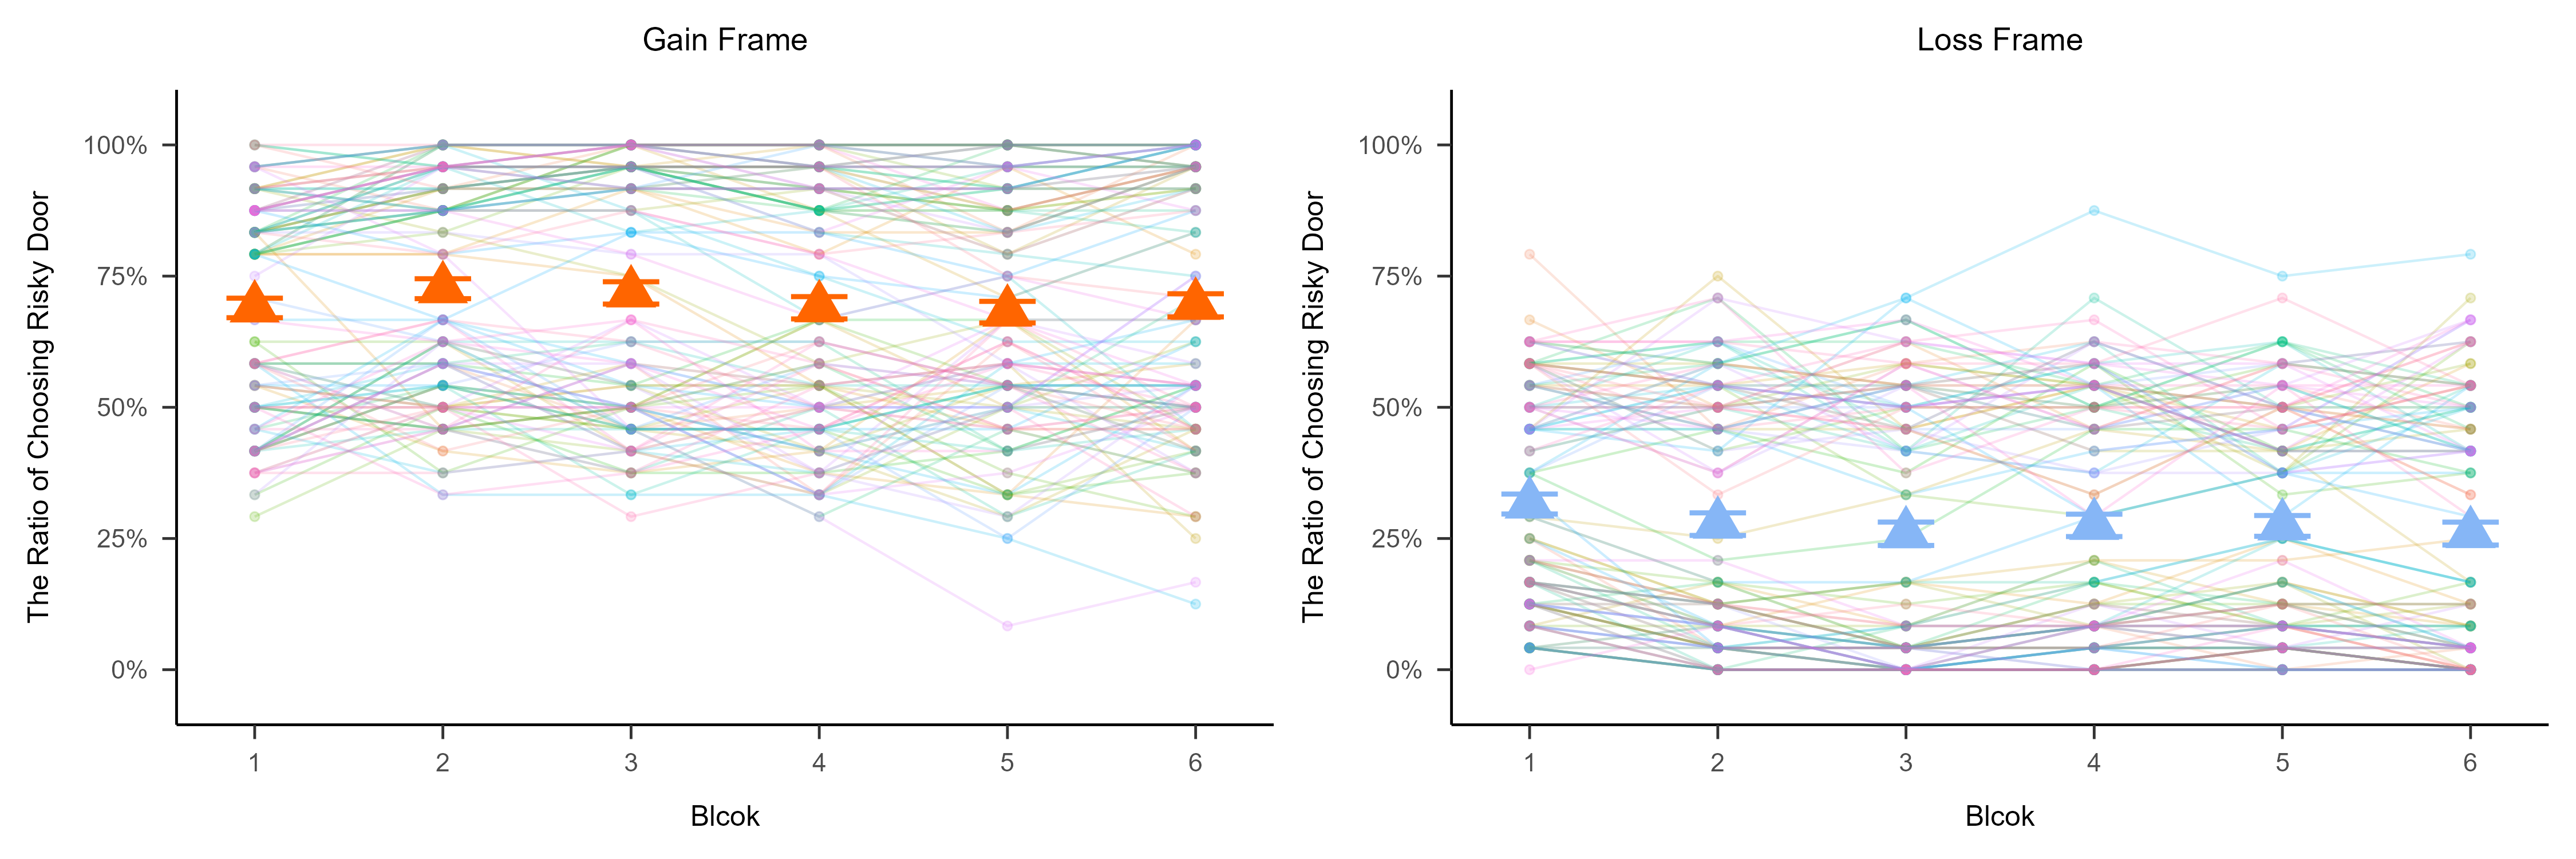 Gain Frame
The Ratio of Choosing Risky Door
100%
75%
50%
25%
0%
1 2 3 4 5 6
Blcok
Loss Frame
The Ratio of Choosing Risky Door
100%
75%
50%
25%
0%
1 2 3 4 5 6
Blcok